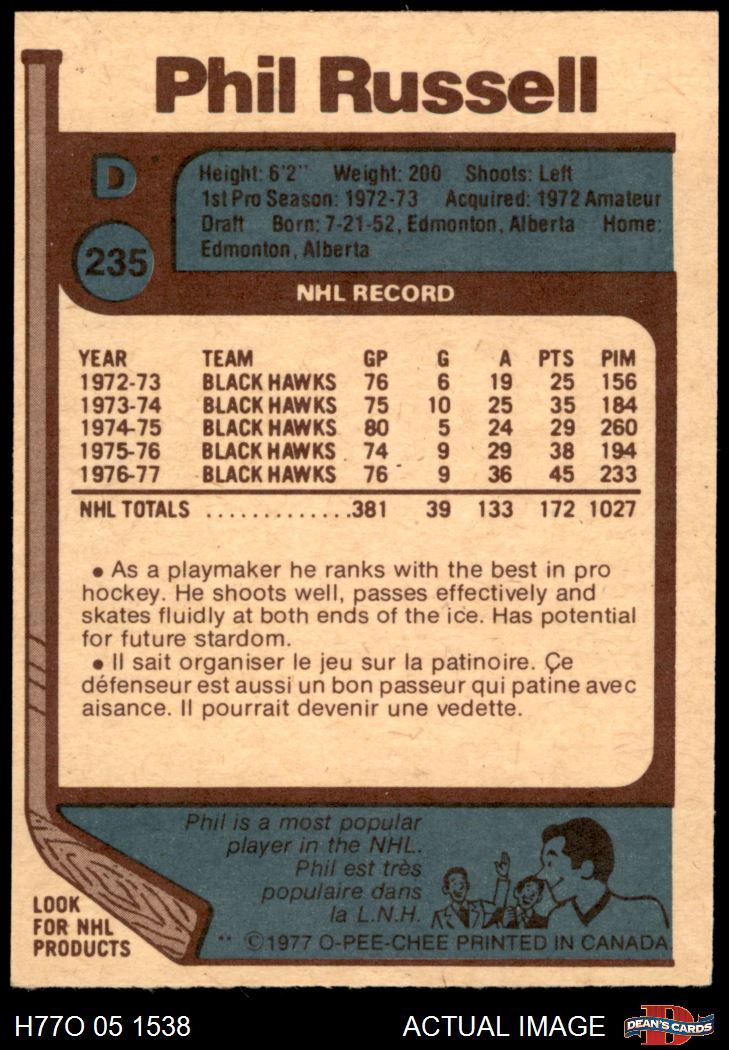 Phil Russell
D
235
Height: 6'2" Weight: 200 Shoots: Left
1st Pro Season: 1972-73 Acquired: 1972 Amateur
Draft Born: 7-21-52, Edmonton, Alberta Home:
Edmonton, Alberta
NHL RECORD
YEAR TEAM GP G A PTS PIM
1972-73 BLACK HAWKS 76 6 19 25 156
1973-74 BLACK HAWKS 75 10 25 35 184
1974-75 BLACK HAWKS 80 5 24 29 260
1975-76 BLACK HAWKS 74 9 29 38 194
1976-77 BLACK HAWKS 76 9 36 45 233
NHL TOTALS .............381 39 133 172 1027
• As a playmaker he ranks with the best in pro
hockey. He shoots well, passes effectively and
skates fluidly at both ends of the ice. Has potential
for future stardom.
• Il sait organiser le jeu sur la patinoire. Çe
défenseur est aussi un bon passeur qui patine avec
aisance. Il pourrait devenir une vedette.
Phil is a most popular
player in the NHL.
Phil est très
populaire dans
la L.N.H.
LOOK
FOR NHL
PRODUCTS
** ©1977 O-PEE-CHEE PRINTED IN CANADA
H77O 05 1538 ACTUAL IMAGE D DEAN'S CARDS